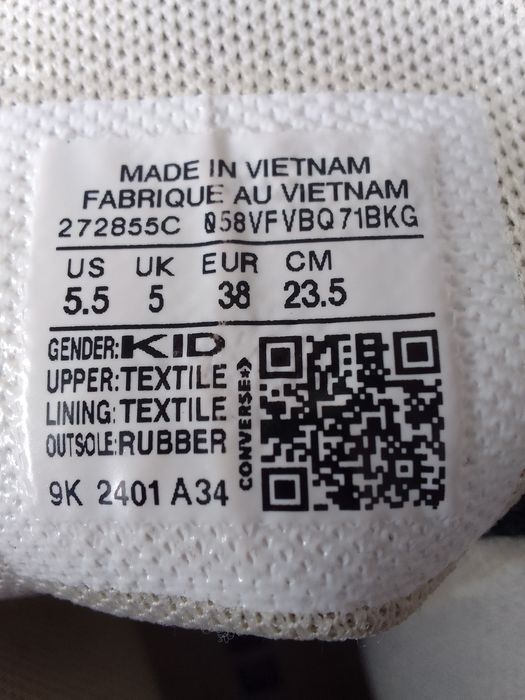 MADE IN VIETNAM
FABRIQUE AU VIETNAM
272855C 058VFVBQ71BKG
US UK EUR CM
5.5 5 38 23.5
GENDER: KID
UPPER: TEXTILE
LINING: TEXTILE
OUTSOLE: RUBBER
CONVERSE
9K 2401 A34